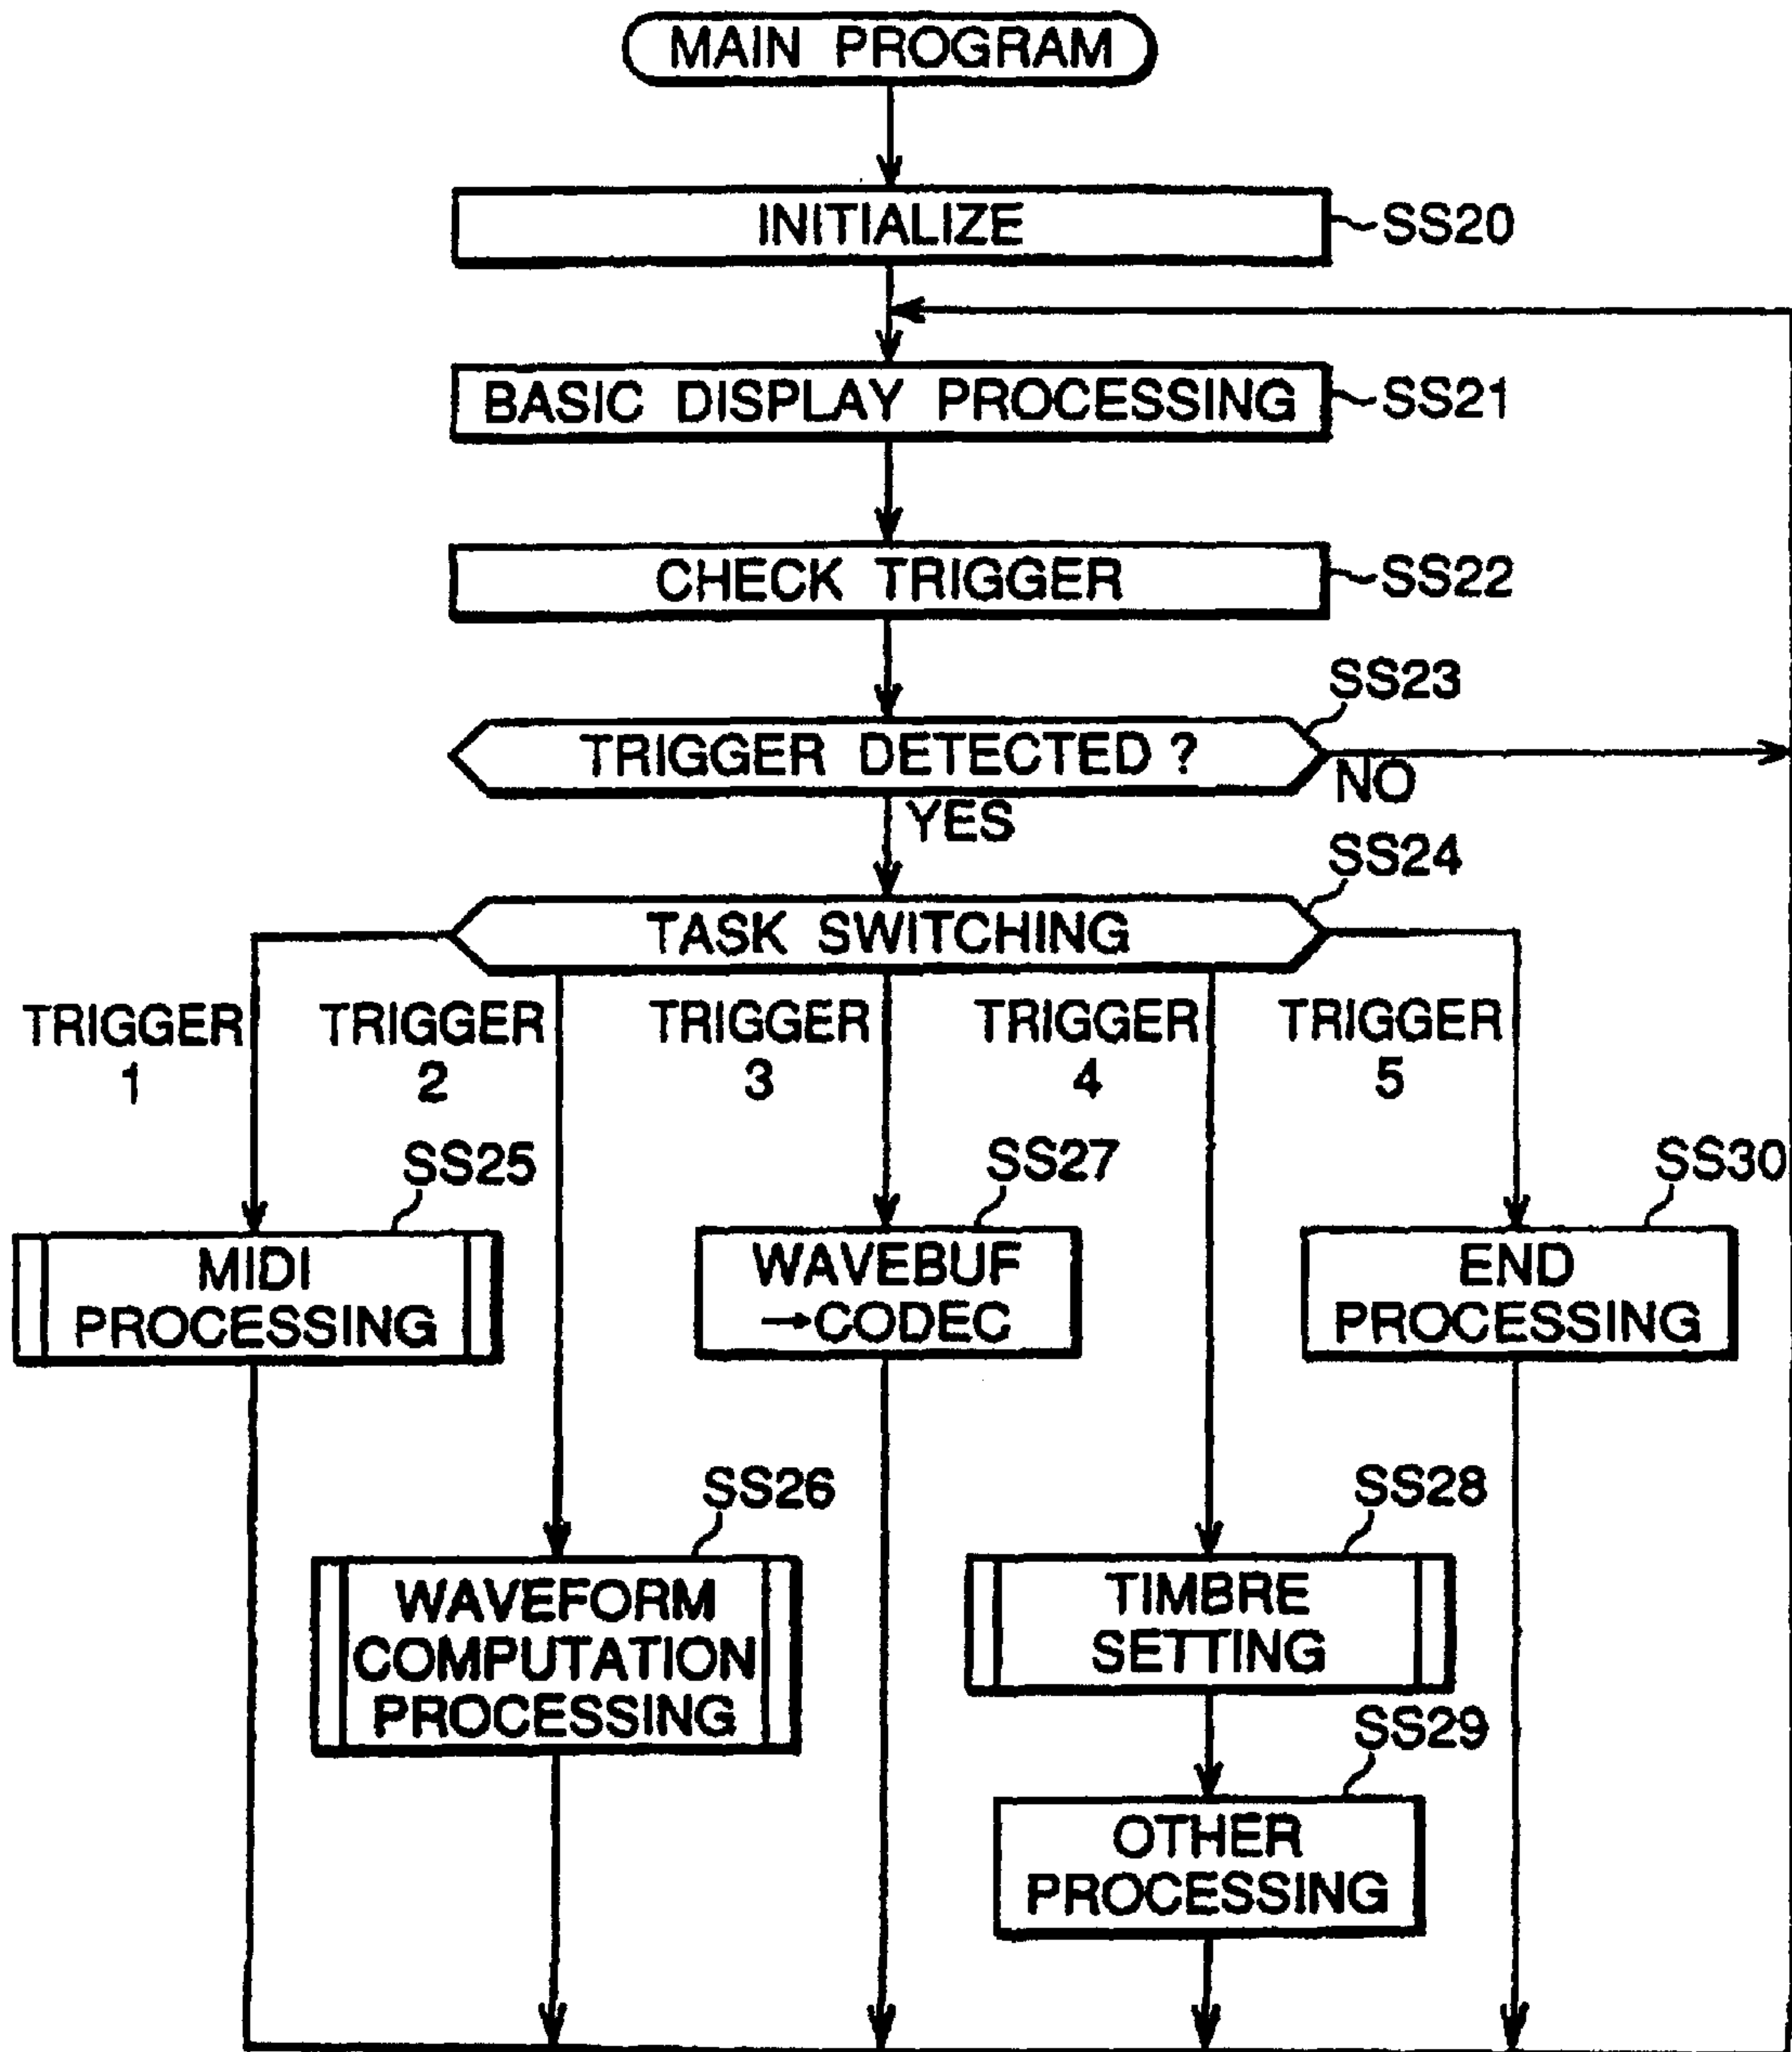 MAIN PROGRAM
INITIALIZE
SS20
BASIC DISPLAY PROCESSING
SS21
CHECK TRIGGER
SS22
SS23
TRIGGER DETECTED ?
NO
YES
SS24
TASK SWITCHING
TRIGGER
1
TRIGGER
2
TRIGGER
3
TRIGGER
4
TRIGGER
5
SS25
MIDI
PROCESSING
SS27
WAVEBUF
→CODEC
SS30
END
PROCESSING
SS26
WAVEFORM
COMPUTATION
PROCESSING
SS28
TIMBRE
SETTING
SS29
OTHER
PROCESSING